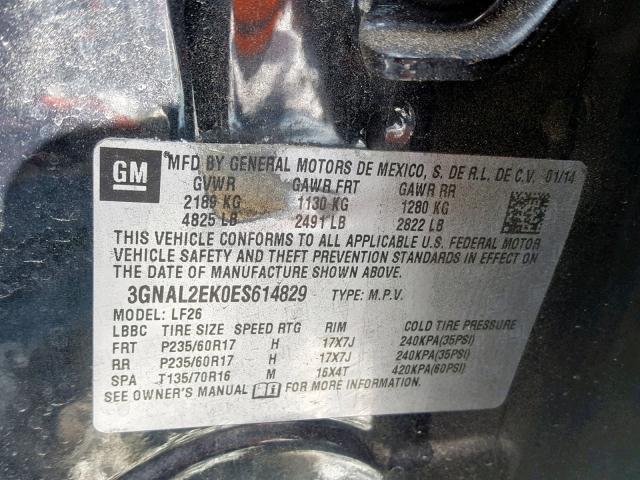 GM MFD BY GENERAL MOTORS DE MEXICO, S. DE R.L. DE C.V. 01/14
GVWR GAWR FRT GAWR RR
2189 KG 1130 KG 1280 KG
4825 LB 2491 LB 2822 LB
THIS VEHICLE CONFORMS TO ALL APPLICABLE U.S. FEDERAL MOTOR
VEHICLE SAFETY AND THEFT PREVENTION STANDARDS
IN EFFECT ON THE DATE OF MANUFACTURE SHOWN ABOVE.
3GNAL2EK0ES614829 TYPE: M.P.V.
MODEL: LF26
LBBC TIRE SIZE SPEED RTG RIM COLD TIRE PRESSURE
FRT P235/60R17 H 17X7J 240KPA(35PSI)
RR P235/60R17 H 17X7J 240KPA(35PSI)
SPA T135/70R16 M 16X4T 420KPA(60PSI)
SEE OWNER'S MANUAL FOR MORE INFORMATION